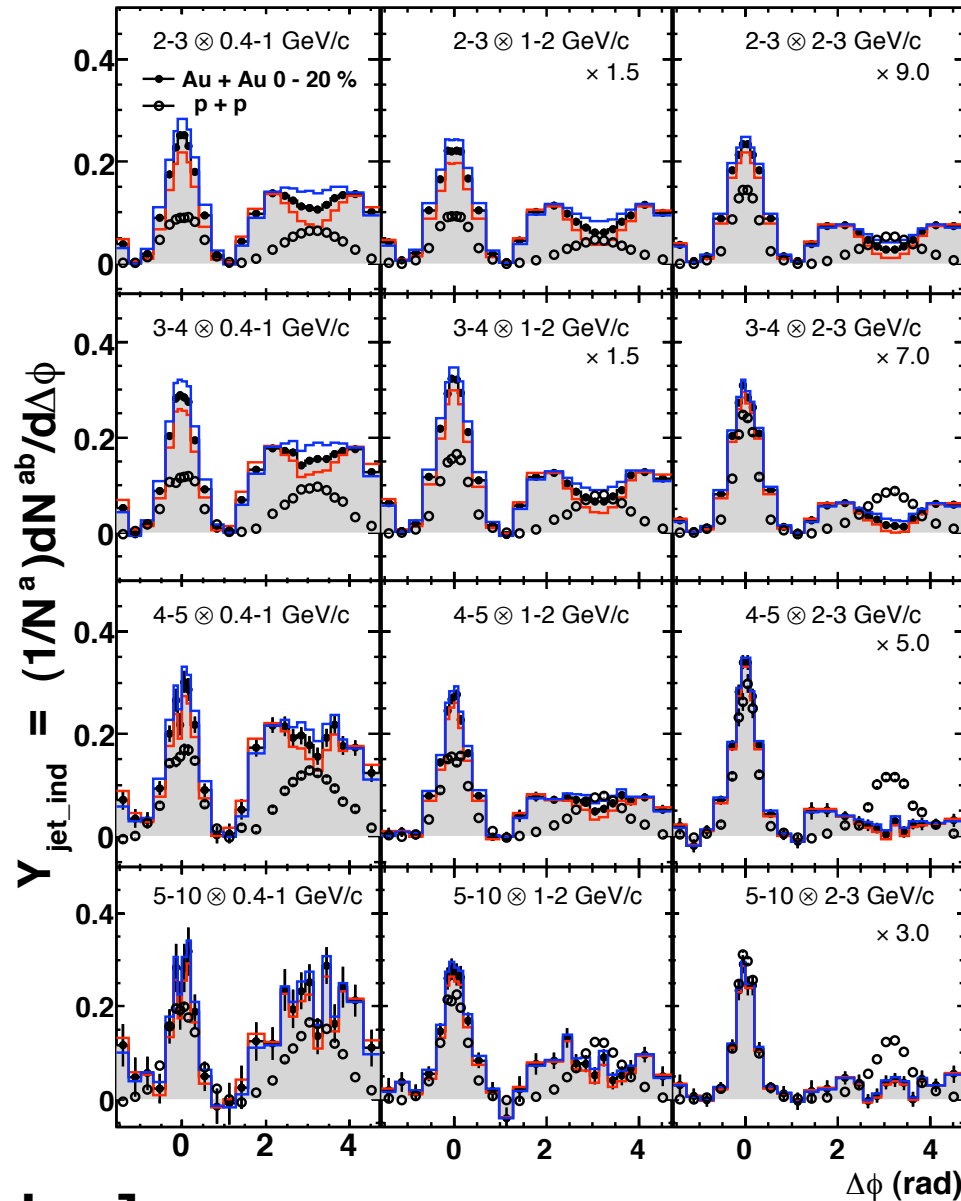 2-3 ⊗ 0.4-1 GeV/c
2-3 ⊗ 1-2 GeV/c
2-3 ⊗ 2-3 GeV/c
× 1.5
× 9.0
Au + Au 0 - 20 %
p + p
0.4
0.2
0
3-4 ⊗ 0.4-1 GeV/c
3-4 ⊗ 1-2 GeV/c
3-4 ⊗ 2-3 GeV/c
× 1.5
× 7.0
0.4
0.2
0
4-5 ⊗ 0.4-1 GeV/c
4-5 ⊗ 1-2 GeV/c
4-5 ⊗ 2-3 GeV/c
× 5.0
0.4
0.2
0
5-10 ⊗ 0.4-1 GeV/c
5-10 ⊗ 1-2 GeV/c
5-10 ⊗ 2-3 GeV/c
× 3.0
0.4
0.2
0
0 2 4
0 2 4
0 2 4
Δϕ (rad)
Y jet_ind = (1/N a )dN ab/dΔϕ